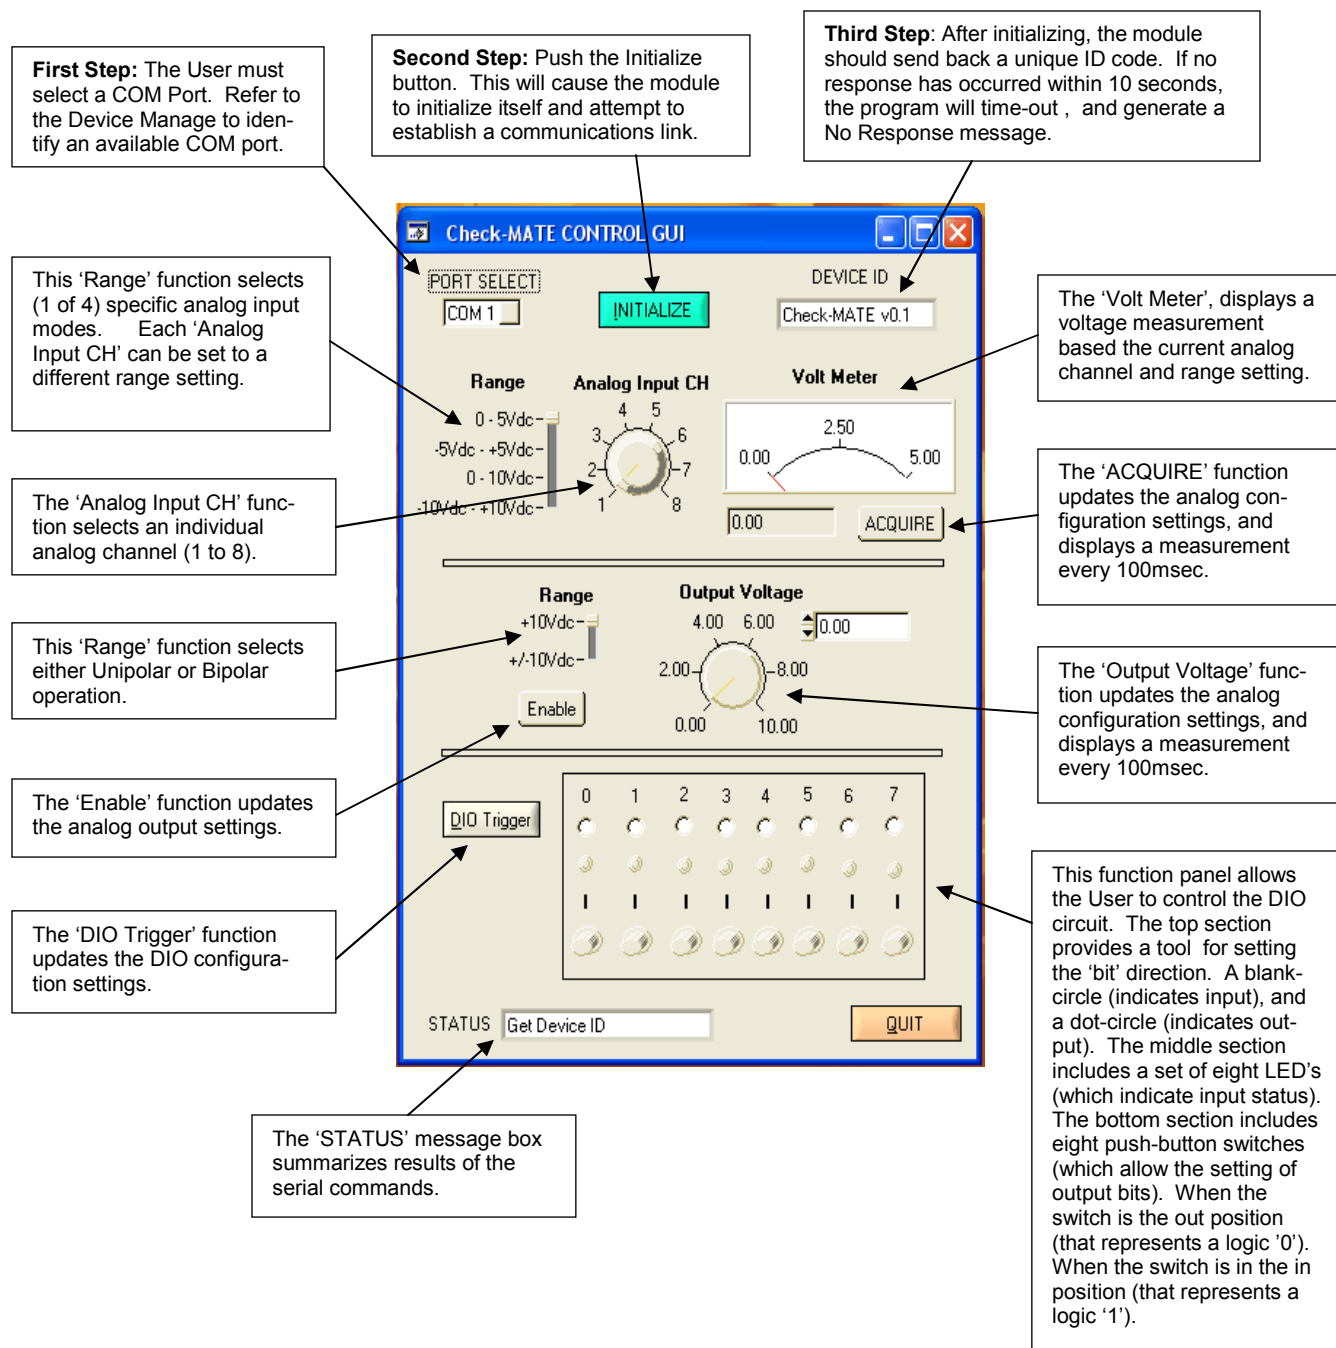 First Step: The User must
select a COM Port. Refer to
the Device Manage to iden-
tify an available COM port.
Second Step: Push the Initialize
button. This will cause the module
to initialize itself and attempt to
establish a communications link.
Third Step: After initializing, the module
should send back a unique ID code. If no
response has occurred within 10 seconds,
the program will time-out , and generate a
No Response message.
Check-MATE CONTROL GUI
PORT SELECT
COM 1
INITIALIZE
DEVICE ID
Check-MATE v0.1
This ‘Range’ function selects
(1 of 4) specific analog input
modes. Each ‘Analog
Input CH’ can be set to a
different range setting.
The ‘Volt Meter’, displays a
voltage measurement
based the current analog
channel and range setting.
Range
0 - 5Vdc
-5Vdc - +5Vdc
0 - 10Vdc
-10Vdc - +10Vdc
Analog Input CH
1
2
3
4
5
6
7
8
Volt Meter
0.00
2.50
5.00
0.00
ACQUIRE
The ‘Analog Input CH’ func-
tion selects an individual
analog channel (1 to 8).
The ‘ACQUIRE’ function
updates the analog con-
figuration settings, and
displays a measurement
every 100msec.
Range
+10Vdc
+/-10Vdc
Enable
Output Voltage
0.00
2.00
4.00
6.00
8.00
10.00
0.00
This ‘Range’ function selects
either Unipolar or Bipolar
operation.
The ‘Output Voltage’ func-
tion updates the analog
configuration settings, and
displays a measurement
every 100msec.
The ‘Enable’ function updates
the analog output settings.
DIO Trigger
0 1 2 3 4 5 6 7
The ‘DIO Trigger’ function
updates the DIO configura-
tion settings.
This function panel allows
the User to control the DIO
circuit. The top section
provides a tool for setting
the ‘bit’ direction. A blank-
circle (indicates input), and
a dot-circle (indicates out-
put). The middle section
includes a set of eight LED’s
(which indicate input status).
The bottom section includes
eight push-button switches
(which allow the setting of
output bits). When the
switch is the out position
(that represents a logic ’0’).
When the switch is in the in
position (that represents a
logic ‘1’).
STATUS
Get Device ID
QUIT
The ‘STATUS’ message box
summarizes results of the
serial commands.